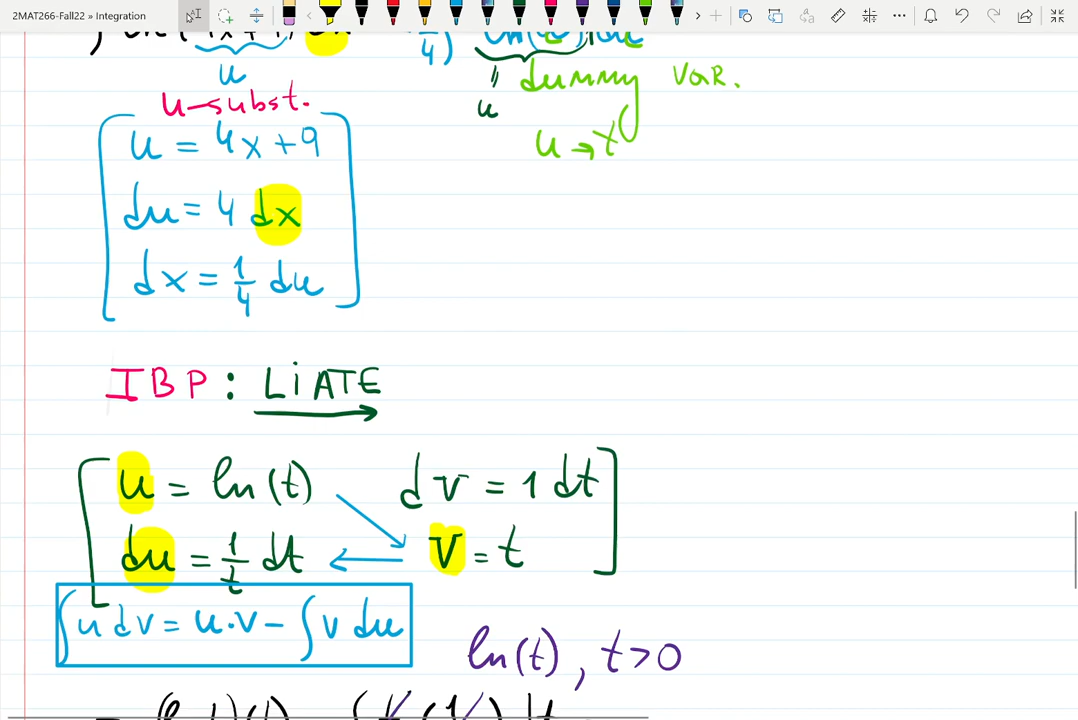 2MAT266-Fall22 » Integration
u
u
dummy var.
u-subst.
u → t
u = 4x + 9
du = 4 dx
dx = 1/4 du
IBP : LiATE
u = ln(t) dv = 1 dt
du = 1/t dt v = t
∫u dv = u·v - ∫v du
ln(t), t>0